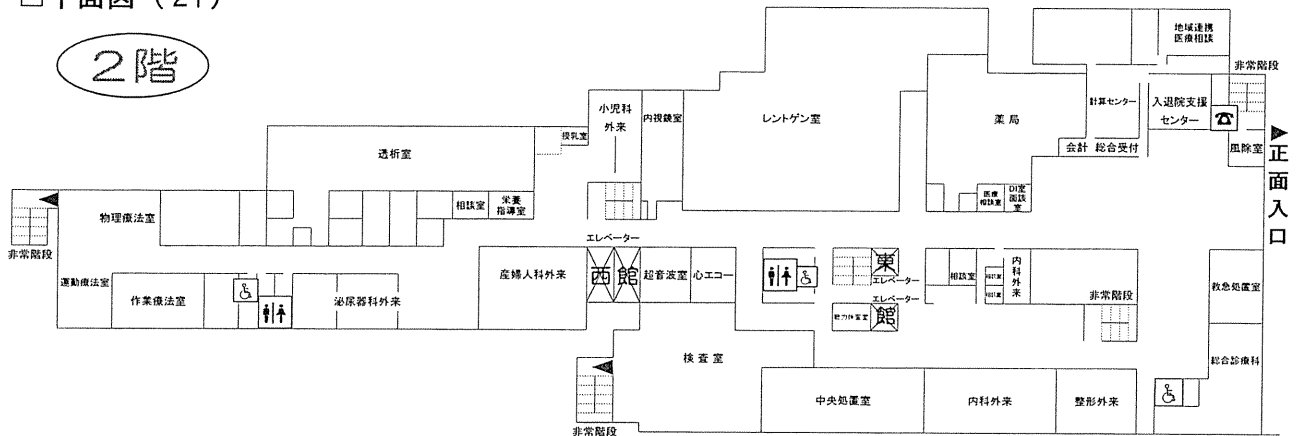 □平面図（2F）
2階
地域連携
医療相談
非常階段
小児科
外来
内視鏡室
レントゲン室
薬局
計算センター
入退院支援
センター
授乳室
透析室
会計 総合受付
風除室
正面入口
相談室
栄養
指導室
医療
相談室
DI室
面談
室
物理療法室
非常階段
エレベーター
産婦人科外来
西館
超音波室
心エコー
東
エレベーター
エレベーター
館
相談室
内科外来
非常階段
救急処置室
運動療法室
作業療法室
泌尿器科外来
検査室
総合診療科
中央処置室
内科外来
整形外来
非常階段